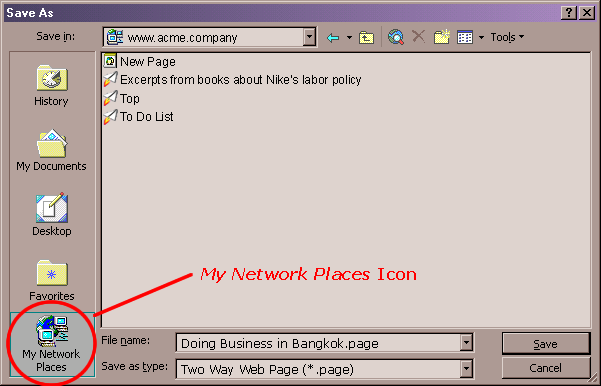 Save As
Save in:
www.acme.company
Tools
History
My Documents
Desktop
Favorites
My Network
Places
New Page
Excerpts from books about Nike's labor policy
Top
To Do List
My Network Places Icon
File name:
Doing Business in Bangkok.page
Save
Save as type:
Two Way Web Page (*.page)
Cancel